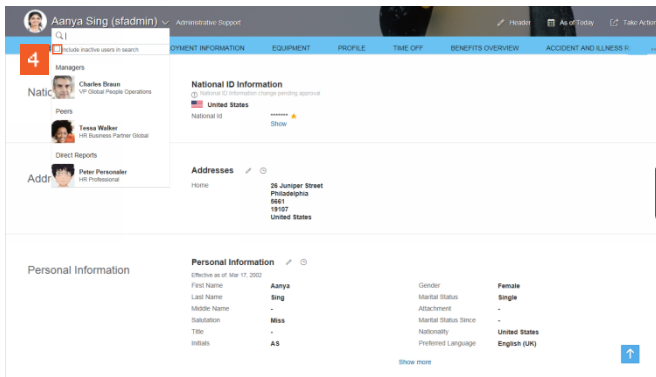 Aanya Sing (sfadmin) Administrative Support Header As of Today Take Action
4 Include inactive users in search
OYMENT INFORMATION EQUIPMENT PROFILE TIME OFF BENEFITS OVERVIEW ACCIDENT AND ILLNESS R
Managers
Charles Braun
VP Global People Operations
Peers
Tessa Walker
HR Business Partner Global
Direct Reports
Peter Personaler
HR Professional
Natio
National ID Information
National ID Information change pending approval
United States
National Id ******* 
Show
Addr
Addresses
Home 26 Juniper Street
Philadelphia
5661
19107
United States
Personal Information
Personal Information
Effective as of: Mar 17, 2002
First Name Aanya Gender Female
Last Name Sing Marital Status Single
Middle Name - Attachment -
Salutation Miss Marital Status Since -
Title - Nationality United States
Initials AS Preferred Language English (UK)
Show more